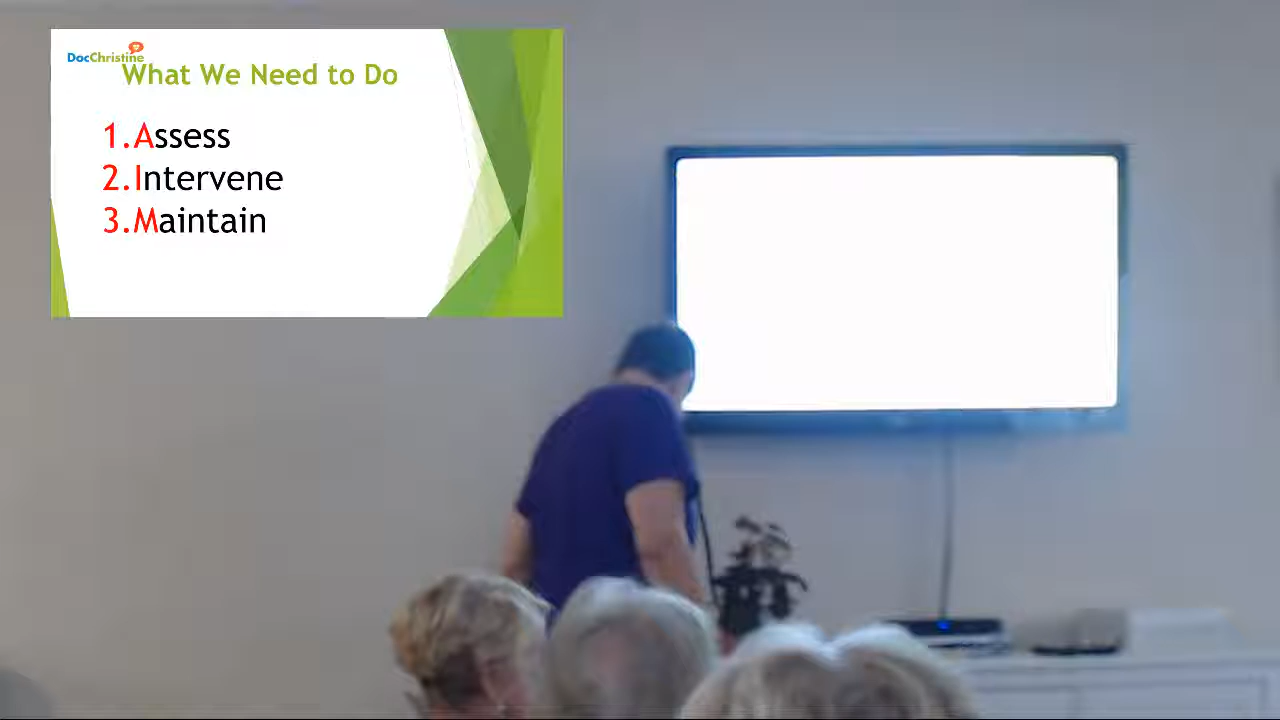 DocChristine
What We Need to Do
1.Assess
2.Intervene
3.Maintain